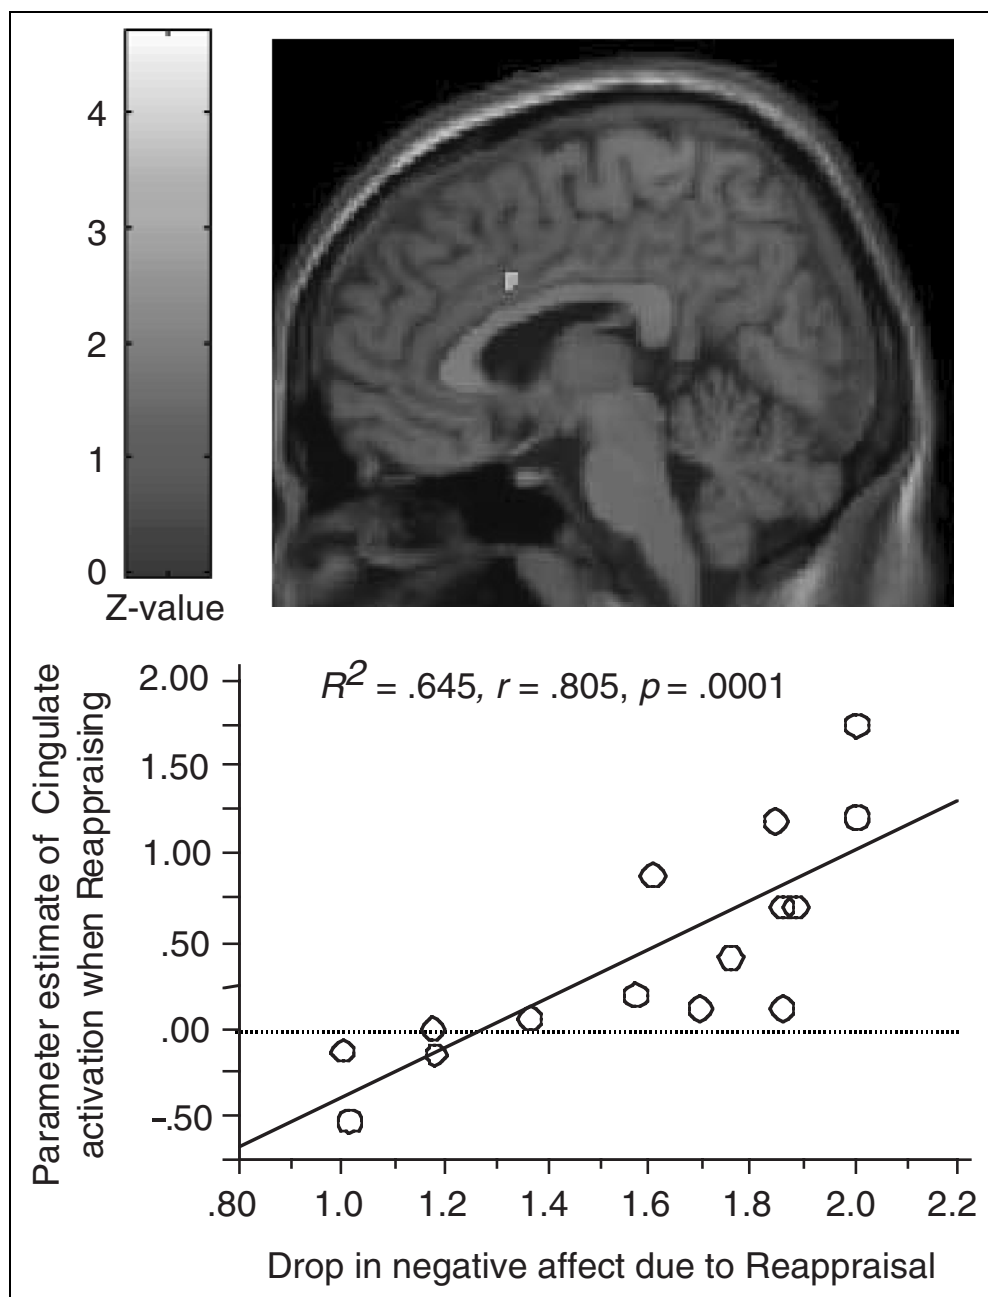 4
3
2
1
0
Z-value
R2 = .645, r = .805, p = .0001
Parameter estimate of Cingulate
activation when Reappraising
2.00
1.50
1.00
.50
.00
-.50
.80 1.0 1.2 1.4 1.6 1.8 2.0 2.2
Drop in negative affect due to Reappraisal